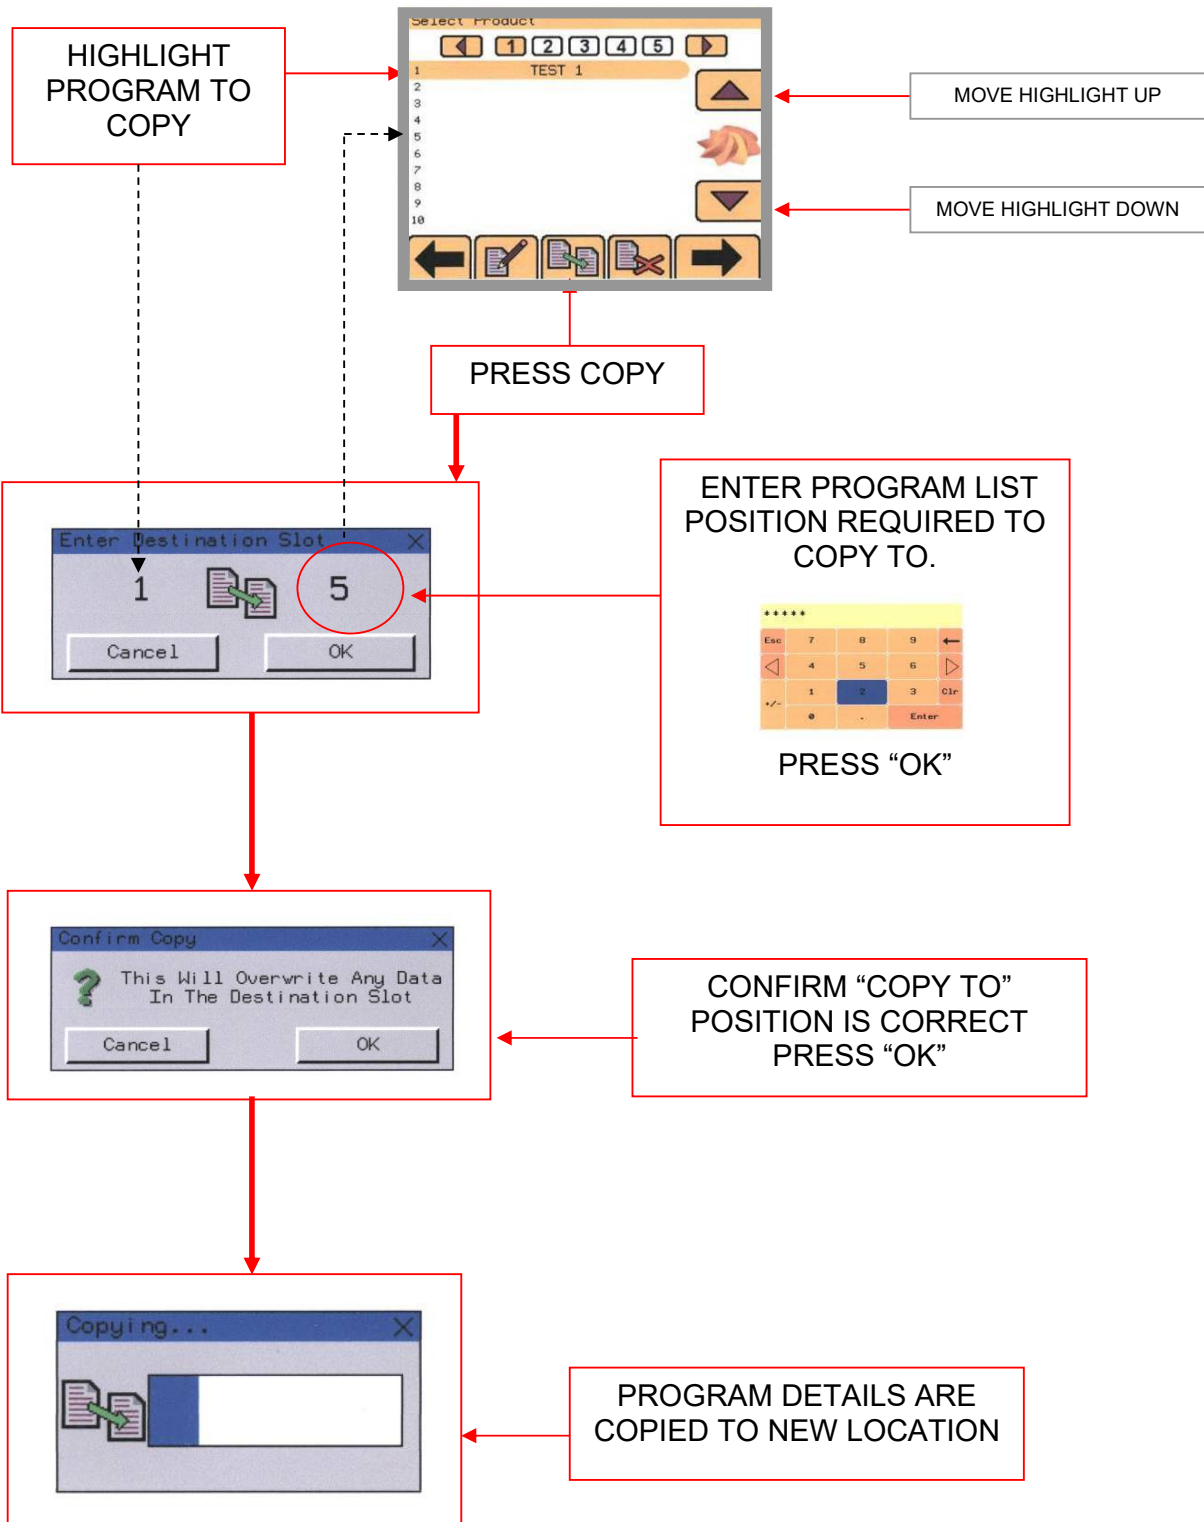 HIGHLIGHT
PROGRAM TO
COPY
Select Product
1 2 3 4 5
1 TEST 1
2
3
4
5
6
7
8
9
10
MOVE HIGHLIGHT UP
MOVE HIGHLIGHT DOWN
PRESS COPY
Enter Destination Slot
1 5
Cancel OK
ENTER PROGRAM LIST
POSITION REQUIRED TO
COPY TO.
*****
Esc 7 8 9
4 5 6
+/- 1 2 3 Clr
0 . Enter
PRESS “OK”
Confirm Copy
? This Will Overwrite Any Data
In The Destination Slot
Cancel OK
CONFIRM “COPY TO”
POSITION IS CORRECT
PRESS “OK”
Copying...
PROGRAM DETAILS ARE
COPIED TO NEW LOCATION